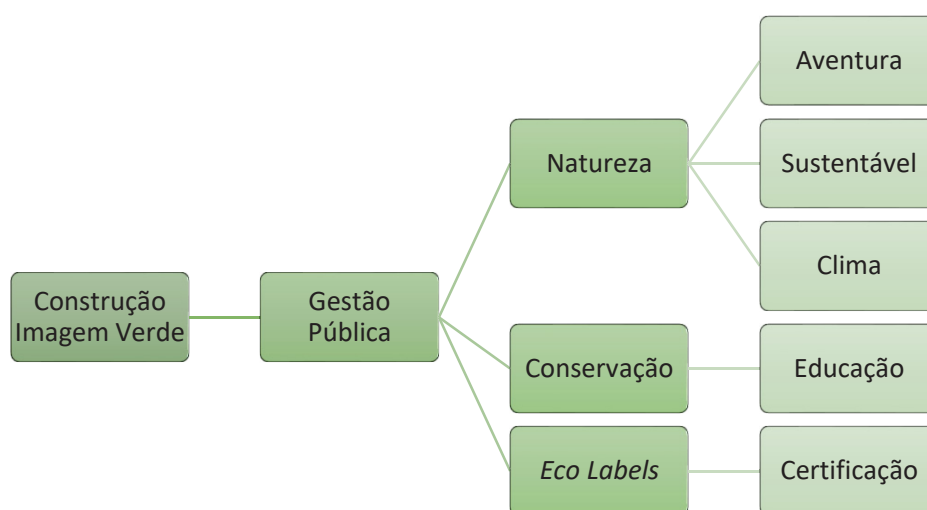 Construção
Imagem Verde
Gestão
Pública
Natureza
Aventura
Sustentável
Clima
Conservação
Educação
Eco Labels
Certificação